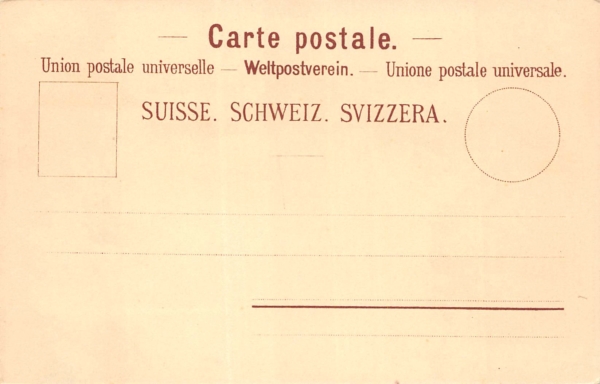 — Carte postale. —
Union postale universelle — Weltpostverein. — Unione postale universale.
SUISSE. SCHWEIZ. SVIZZERA.